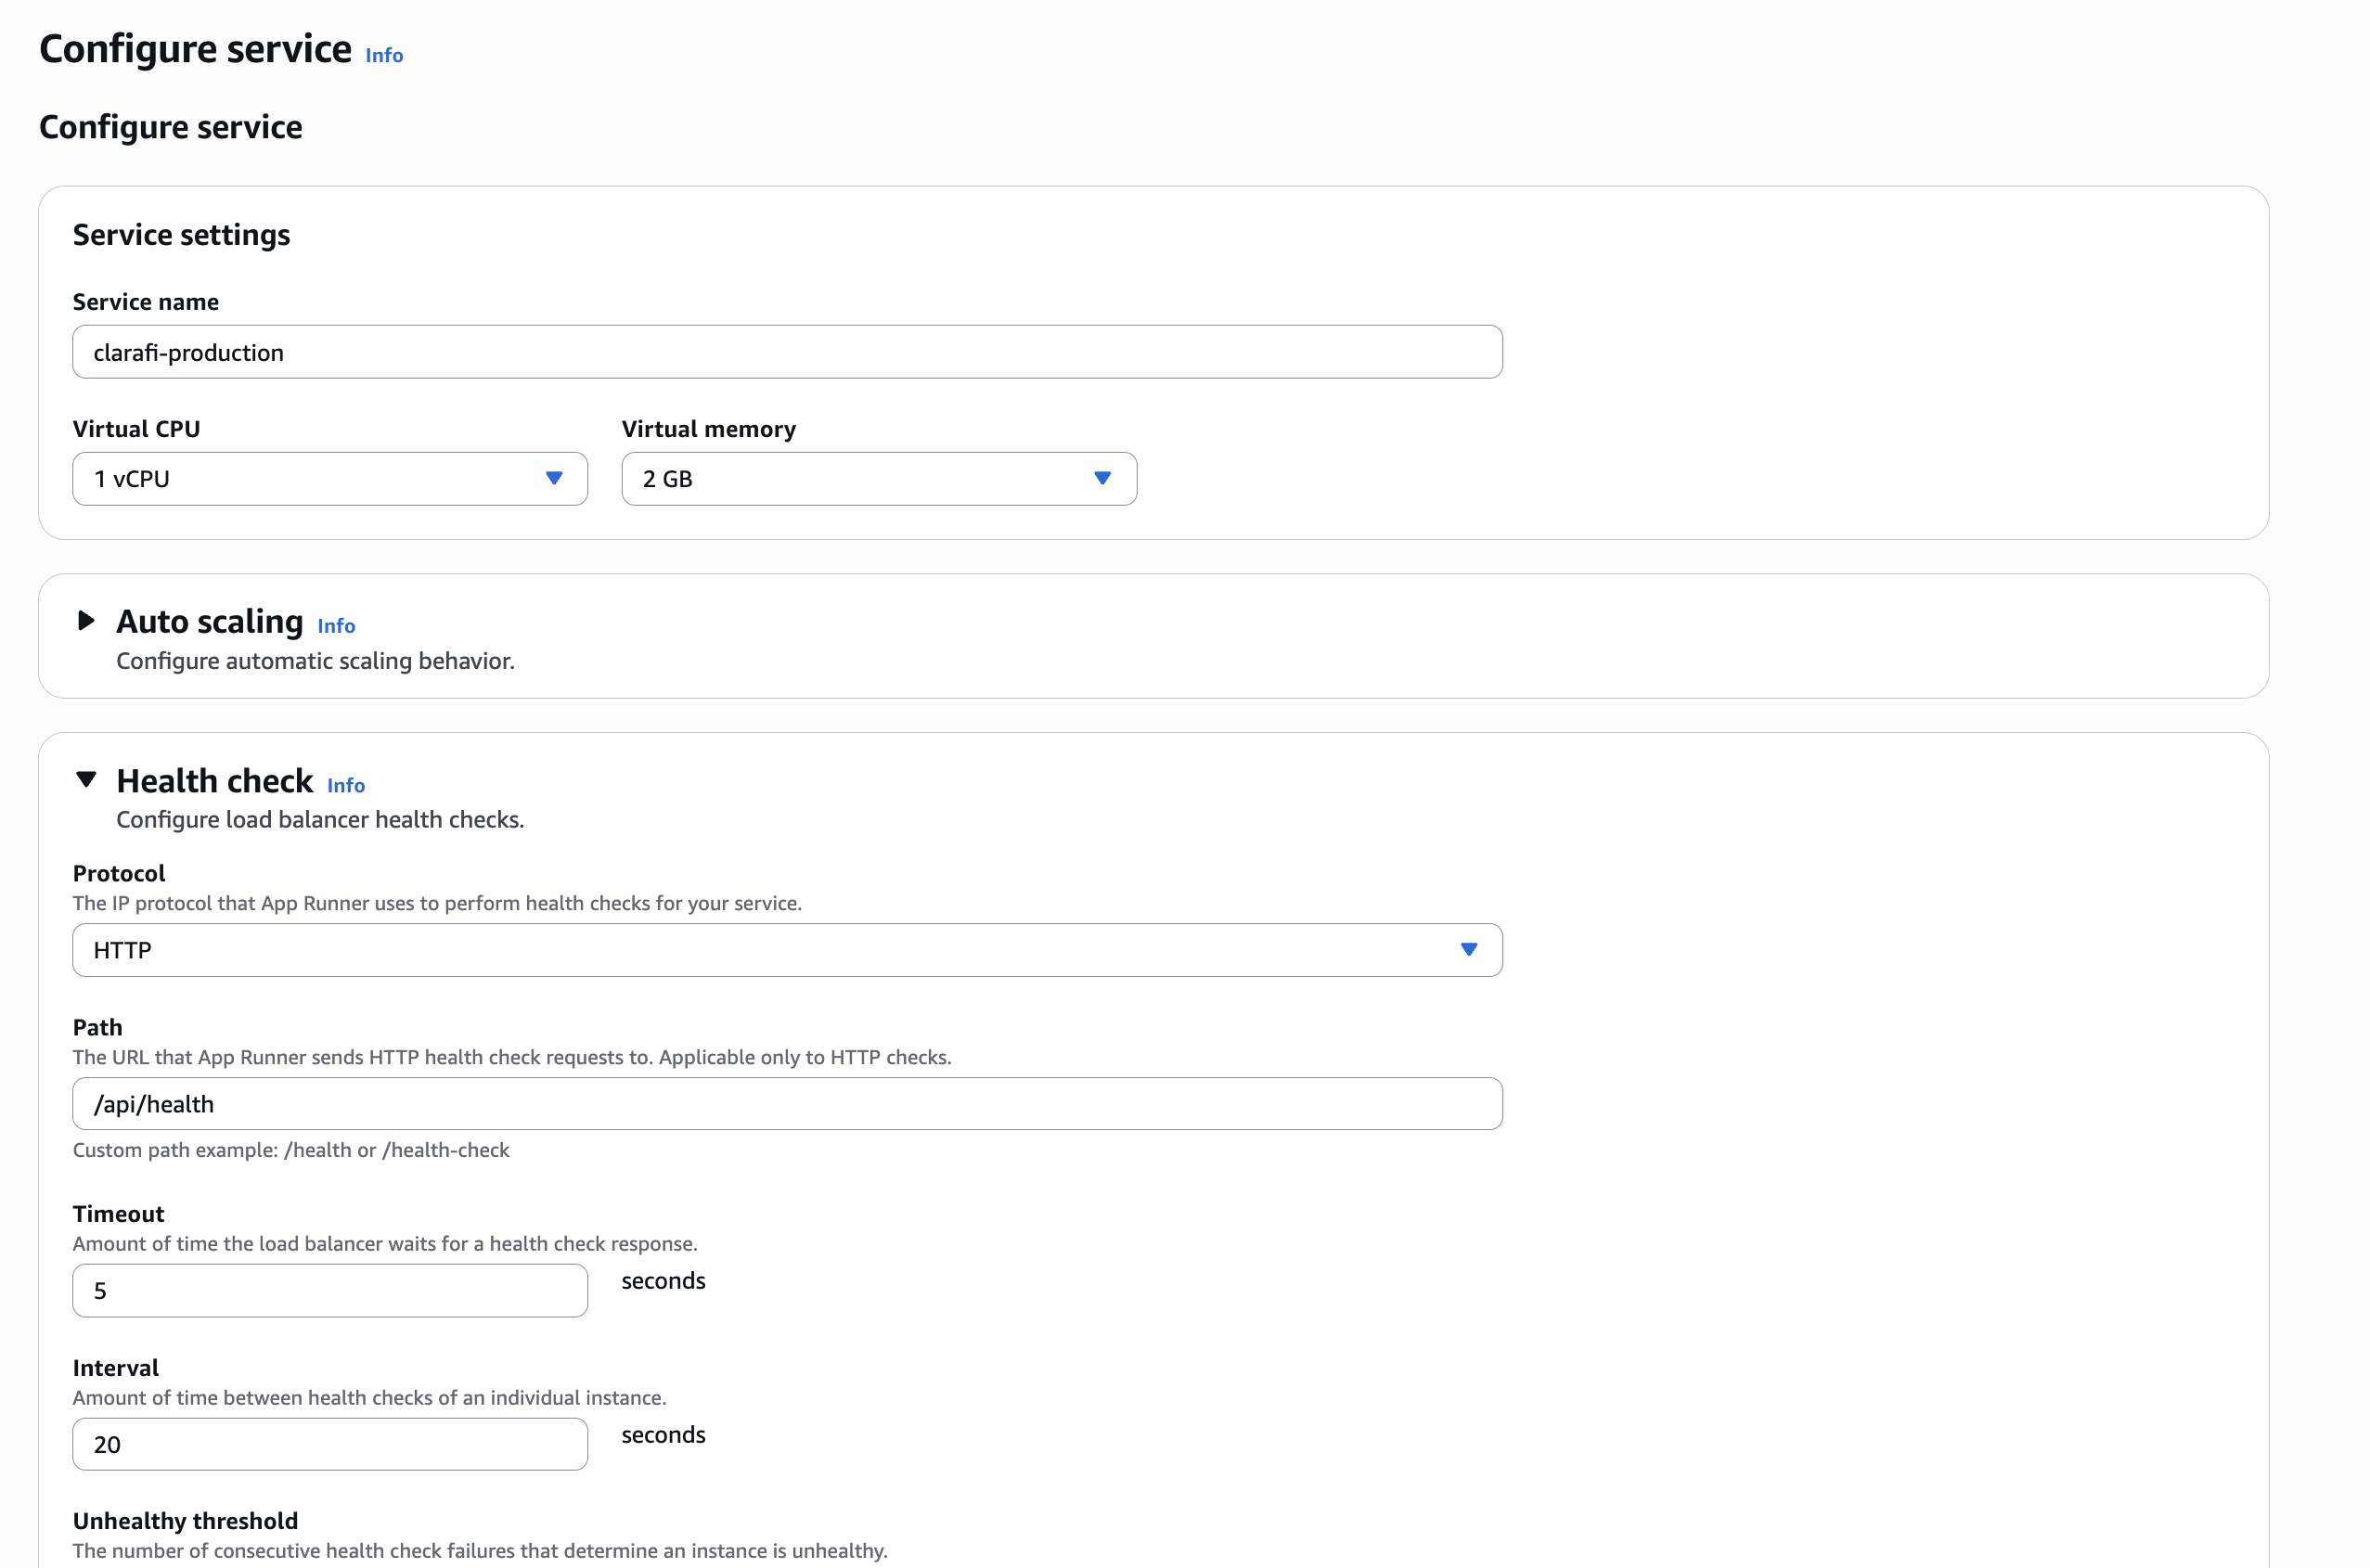 Configure service Info
Configure service
Service settings
Service name
clarafi-production
Virtual CPU
Virtual memory
1 vCPU
2 GB
Auto scaling Info
Configure automatic scaling behavior.
Health check Info
Configure load balancer health checks.
Protocol
The IP protocol that App Runner uses to perform health checks for your service.
HTTP
Path
The URL that App Runner sends HTTP health check requests to. Applicable only to HTTP checks.
/api/health
Custom path example: /health or /health-check
Timeout
Amount of time the load balancer waits for a health check response.
5
seconds
Interval
Amount of time between health checks of an individual instance.
20
seconds
Unhealthy threshold
The number of consecutive health check failures that determine an instance is unhealthy.